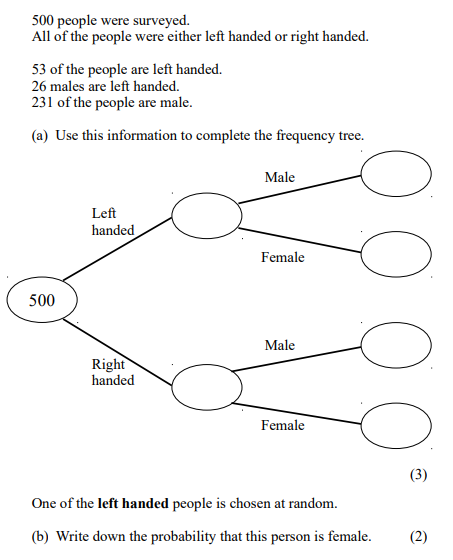 500 people were surveyed.
All of the people were either left handed or right handed.
53 of the people are left handed.
26 males are left handed.
231 of the people are male.
(a) Use this information to complete the frequency tree.
Male
Left
handed
Female
500
Male
Right
handed
Female
(3)
One of the left handed people is chosen at random.
(b) Write down the probability that this person is female. (2)